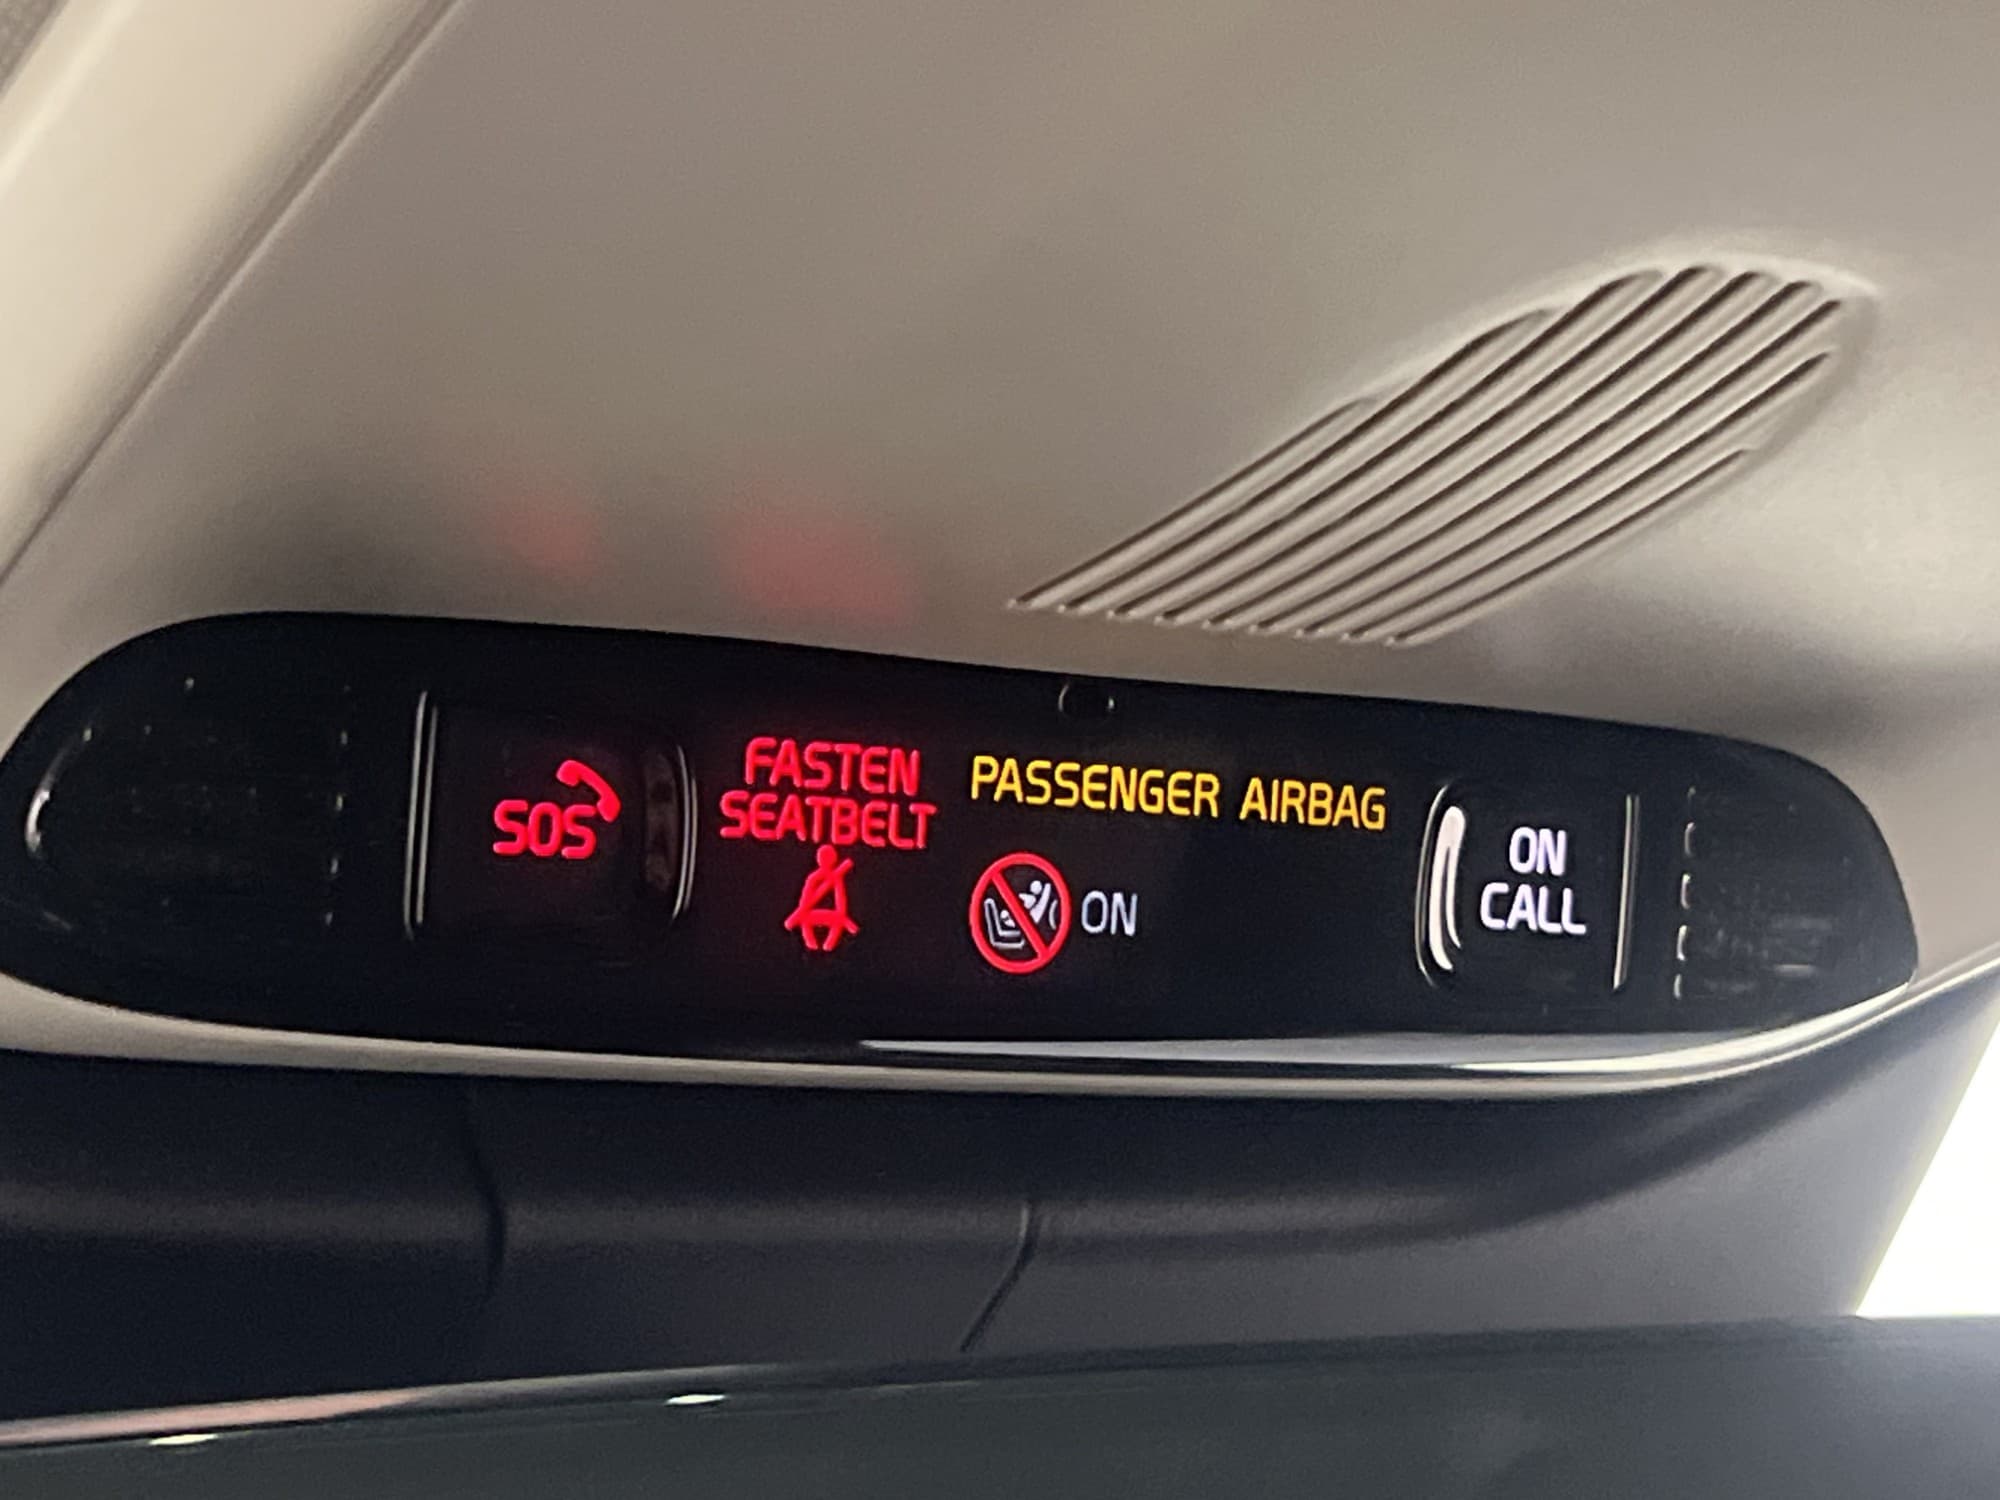 SOS
FASTEN
SEATBELT
PASSENGER AIRBAG
ON
ON
CALL